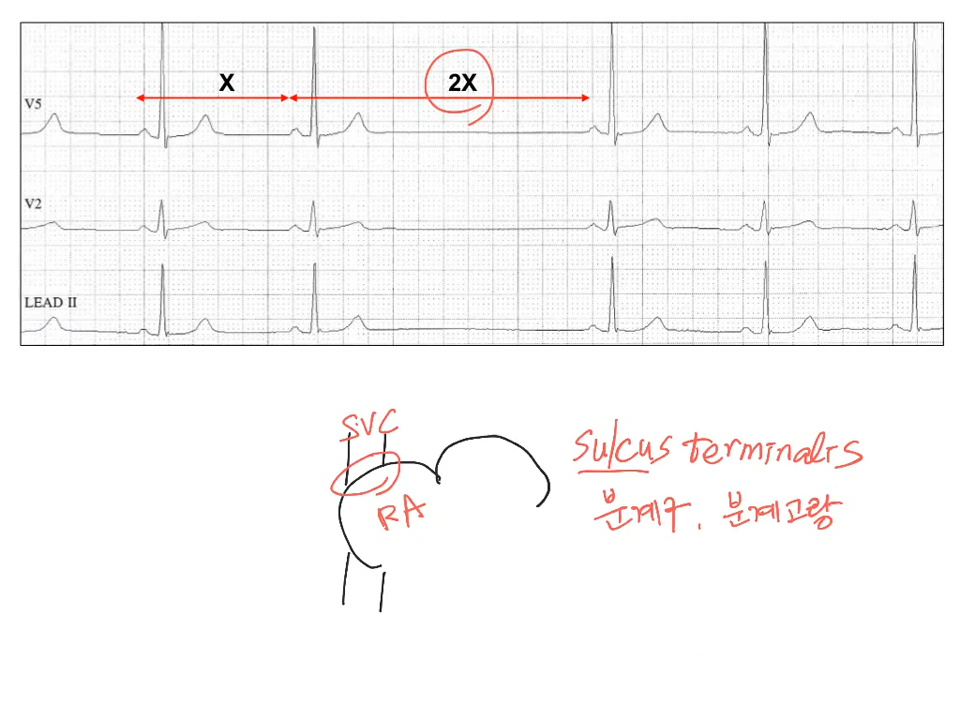 X
2X
V5
V2
LEAD II
SVC
RA
sulcus terminalis
분계구, 분계고랑